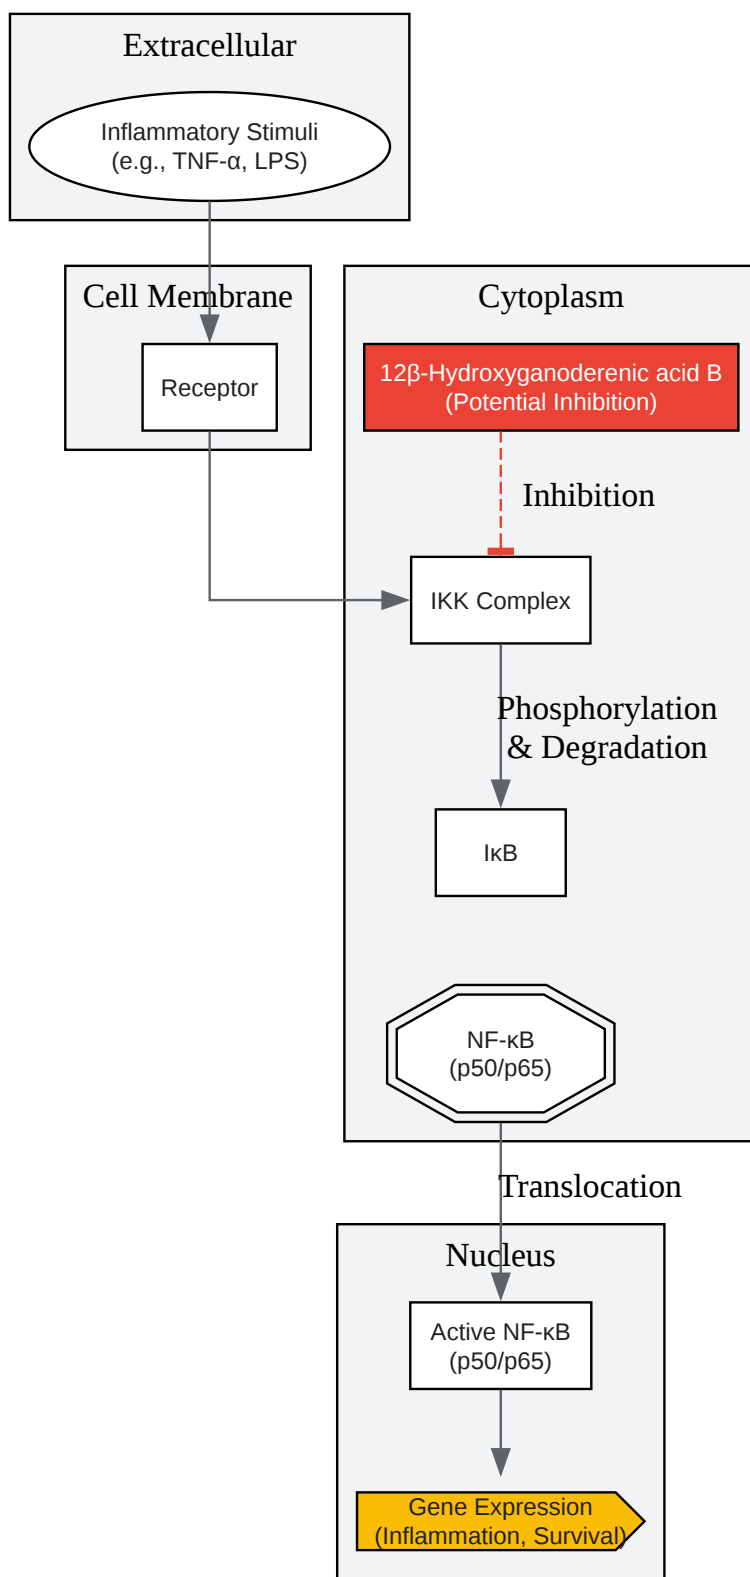 Extracellular
Inflammatory Stimuli
(e.g., TNF-α, LPS)
Cell Membrane
Receptor
Cytoplasm
12β-Hydroxyganoderenic acid B
(Potential Inhibition)
Inhibition
IKK Complex
Phosphorylation
& Degradation
IκB
NF-κB
(p50/p65)
Translocation
Nucleus
Active NF-κB
(p50/p65)
Gene Expression
(Inflammation, Survival)